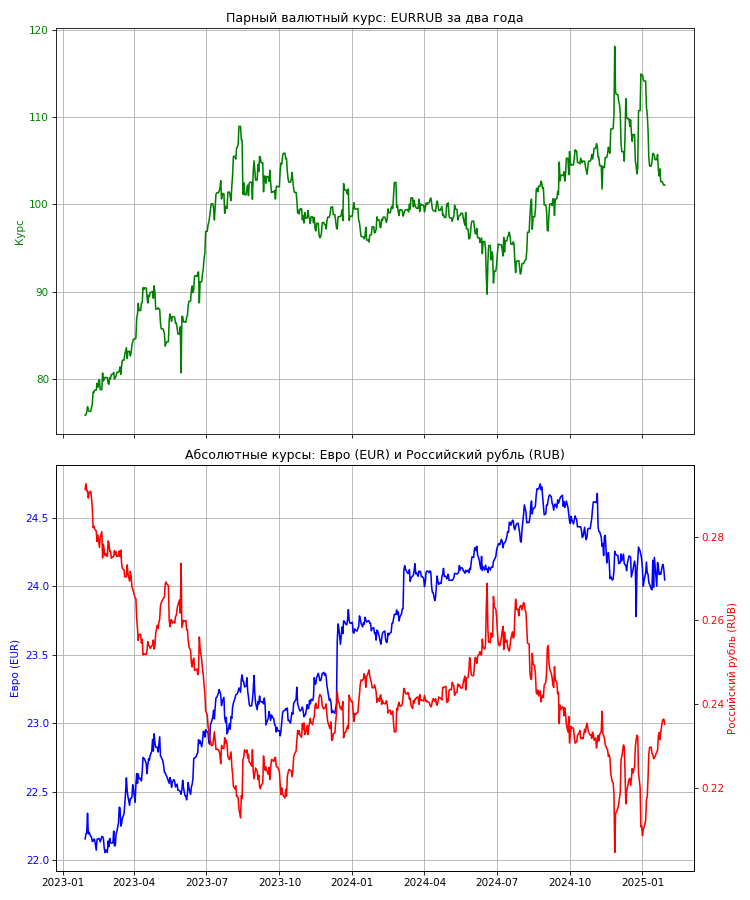 Парный валютный курс: EURRUB за два года
120
110
100
90
80
Курс
Абсолютные курсы: Евро (EUR) и Российский рубль (RUB)
24.5
24.0
23.5
23.0
22.5
22.0
Евро (EUR)
0.28
0.26
0.24
0.22
Российский рубль (RUB)
2023-01 2023-04 2023-07 2023-10 2024-01 2024-04 2024-07 2024-10 2025-01